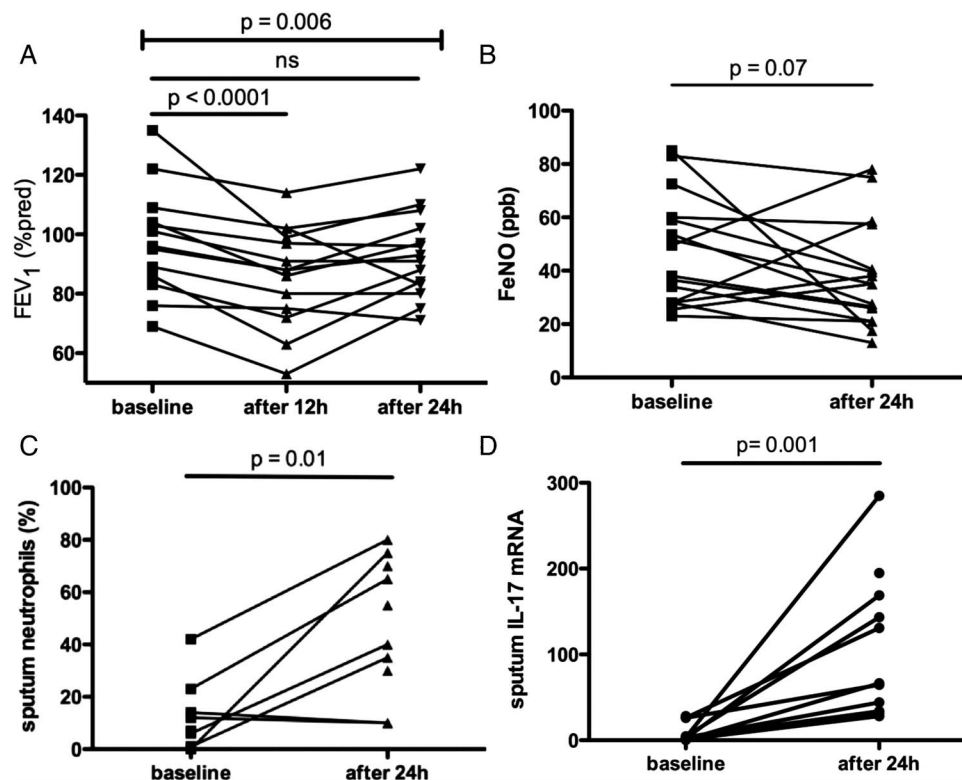 A
p = 0.006
ns
p < 0.0001
FEV1 (%pred)
140
120
100
80
60
baseline
after 12h
after 24h
B
p = 0.07
FeNO (ppb)
100
80
60
40
20
0
baseline
after 24h
C
p = 0.01
sputum neutrophils (%)
100
80
60
40
20
0
baseline
after 24h
D
p= 0.001
sputum IL-17 mRNA
300
200
100
0
baseline
after 24h